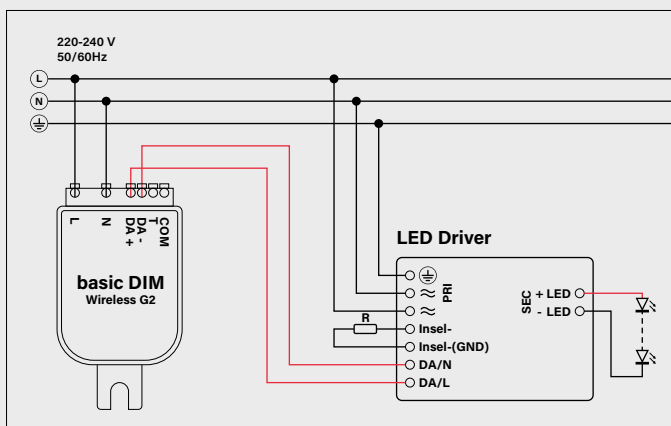 220-240 V
50/60Hz
L
N
L
N
DA +
DA -
T
COM
basic DIM
Wireless G2
LED Driver
PRI
R
Insel-
Insel-(GND)
DA/N
DA/L
SEC
+ LED
- LED